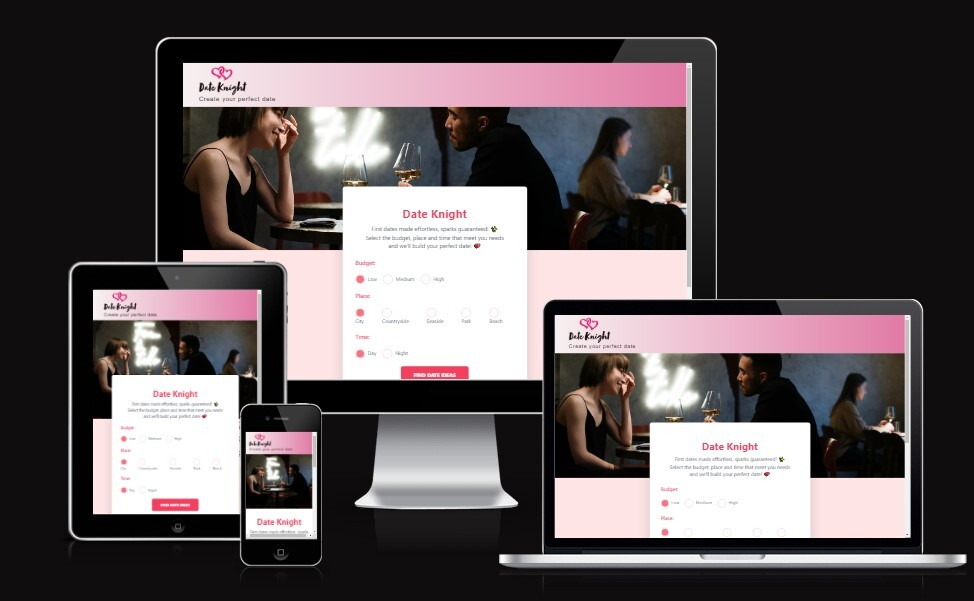 Date Knight
Create your perfect date
Date Knight
First dates made effortless, sparks guaranteed!
Select the budget, place and time that meet you needs
and we'll build your perfect date!
Budget:
Low Medium High
Place:
City Countryside Seaside Park Beach
Time:
Day Night
FIND DATE IDEAS
Date Knight
Create your perfect date
Date Knight
First dates made effortless, sparks guaranteed!
Select the budget, place and time that meet you needs
and we'll build your perfect date!
Budget:
Low Medium High
Place:
City Countryside Seaside Park Beach
Time:
Day Night
FIND DATE IDEAS
Date Knight
Create your perfect date
Date Knight
First dates made effortless, sparks
Date Knight
Create your perfect date
Date Knight
First dates made effortless, sparks guaranteed!
Select the budget, place and time that meet you needs
and we'll build your perfect date!
Budget:
Low Medium High
Place: